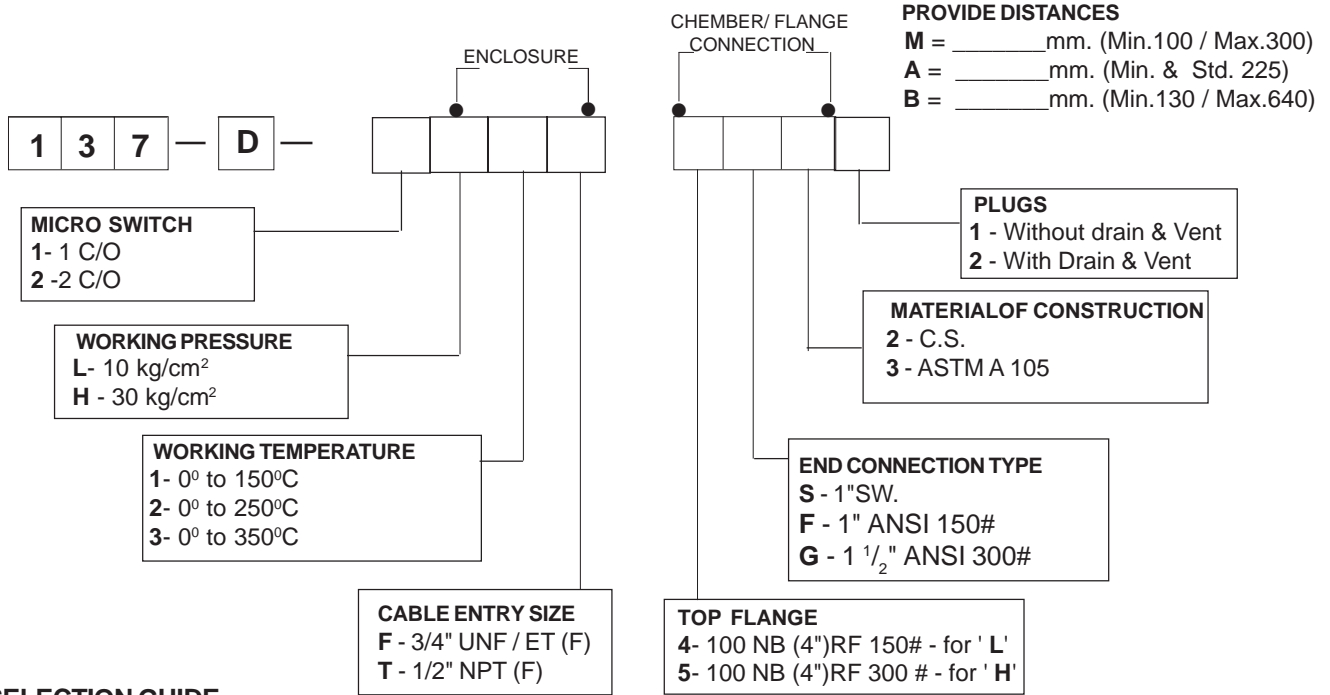 CHEMBER/ FLANGE
CONNECTION
ENCLOSURE
PROVIDE DISTANCES
M = _______mm. (Min.100 / Max.300)
A = _______mm. (Min. & Std. 225)
B = _______mm. (Min.130 / Max.640)
1 3 7 — D —
MICRO SWITCH
1- 1 C/O
2 -2 C/O
WORKING PRESSURE
L- 10 kg/cm²
H - 30 kg/cm²
WORKING TEMPERATURE
1- 0⁰ to 150⁰C
2- 0⁰ to 250⁰C
3- 0⁰ to 350⁰C
CABLE ENTRY SIZE
F - 3/4" UNF / ET (F)
T - 1/2" NPT (F)
PLUGS
1 - Without drain & Vent
2 - With Drain & Vent
MATERIALOF CONSTRUCTION
2 - C.S.
3 - ASTM A 105
END CONNECTION TYPE
S - 1"SW.
F - 1" ANSI 150#
G - 1 ¹/₂" ANSI 300#
TOP FLANGE
4- 100 NB (4")RF 150# - for ' L'
5- 100 NB (4")RF 300 # - for ' H'